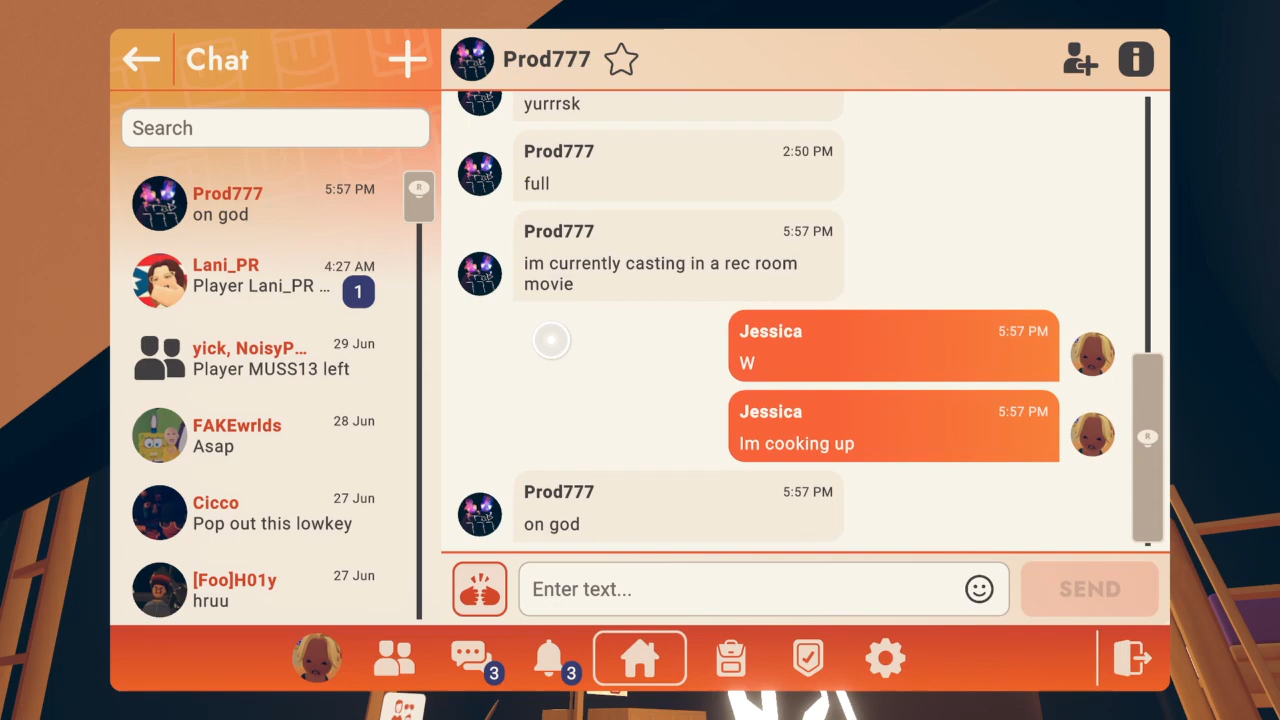 Chat
Search
Prod777
5:57 PM
on god
Lani_PR
4:27 AM
Player Lani_PR ...
1
yick, NoisyP...
29 Jun
Player MUSS13 left
FAKEwrlds
28 Jun
Asap
Cicco
27 Jun
Pop out this lowkey
[Foo]H01y
27 Jun
hruu
Prod777
yurrrsk
Prod777
2:50 PM
full
Prod777
5:57 PM
im currently casting in a rec room
movie
Jessica
5:57 PM
W
Jessica
5:57 PM
Im cooking up
Prod777
5:57 PM
on god
Enter text...
SEND
3
3